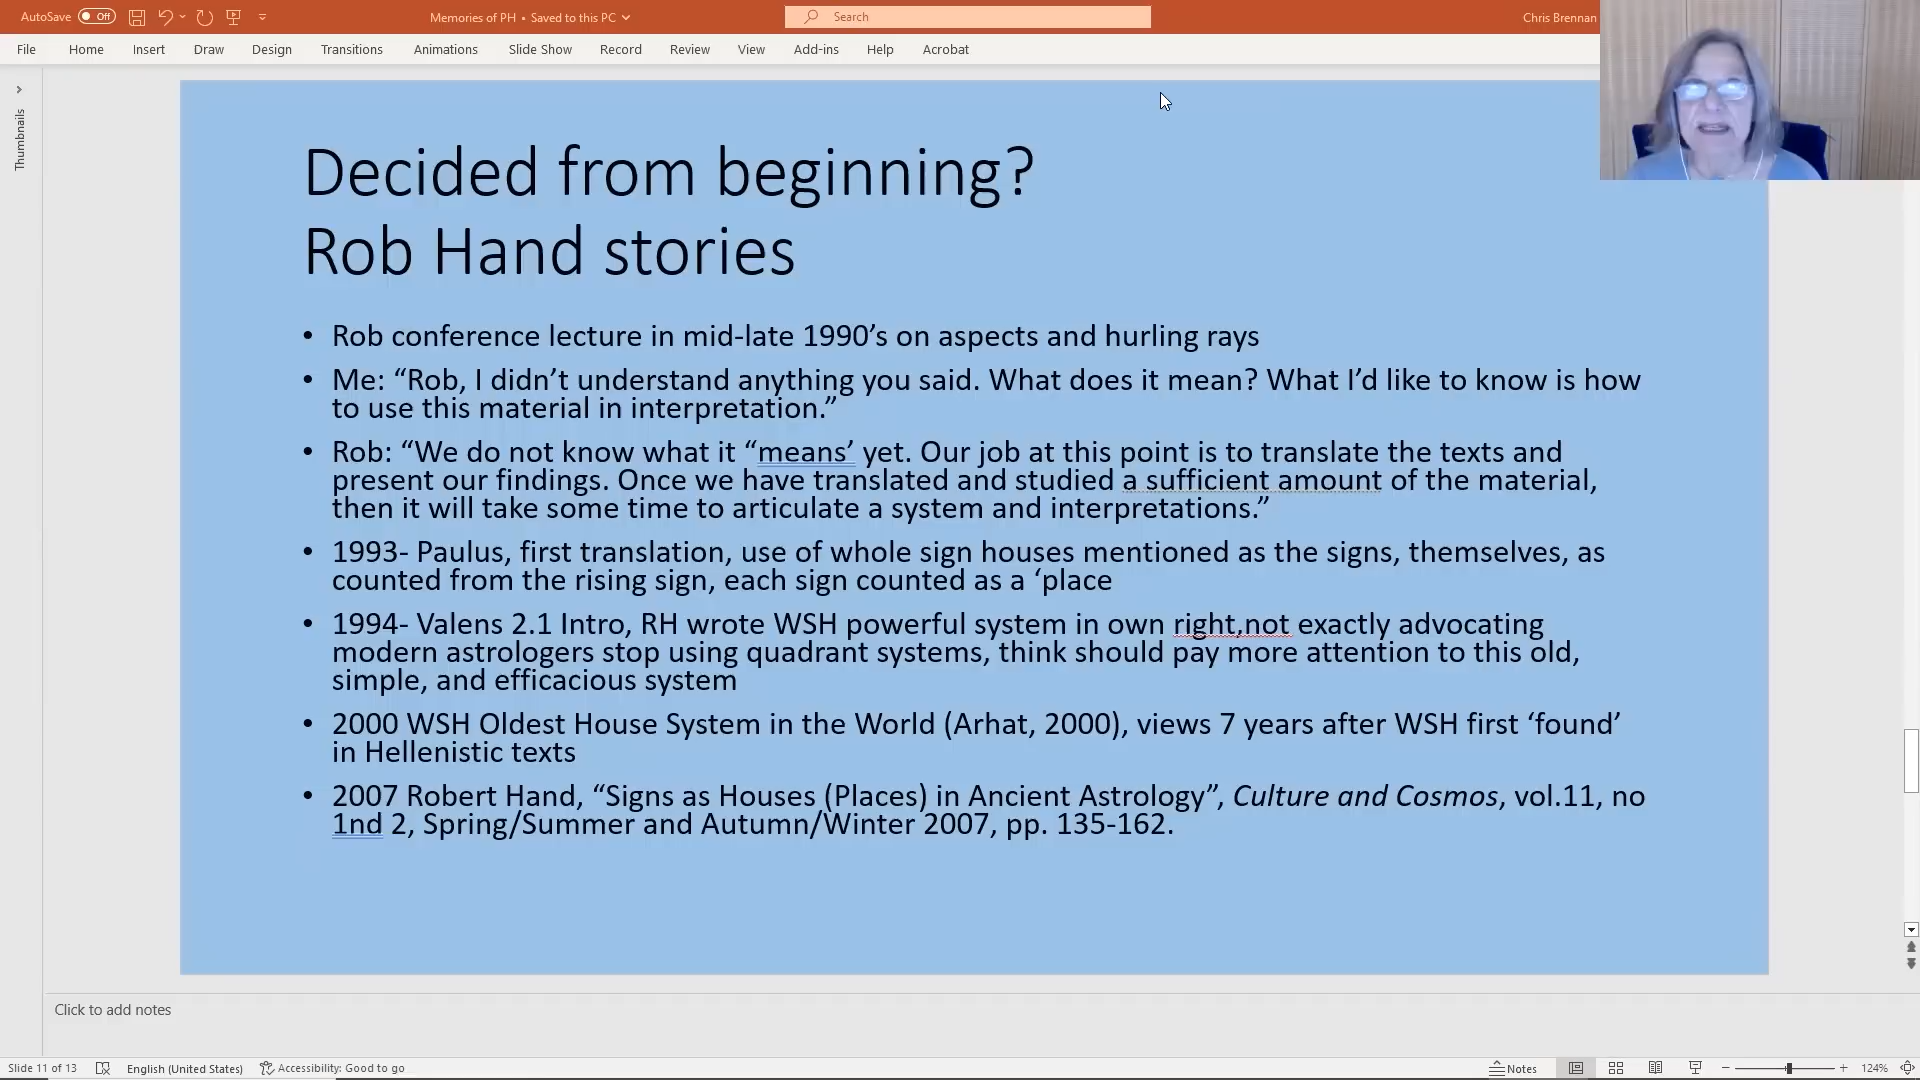 AutoSave Off Memories of PH • Saved to this PC Search Chris Brennan
File Home Insert Draw Design Transitions Animations Slide Show Record Review View Add-ins Help Acrobat
Thumbnails
Decided from beginning?
Rob Hand stories
• Rob conference lecture in mid-late 1990’s on aspects and hurling rays
• Me: “Rob, I didn’t understand anything you said. What does it mean? What I’d like to know is how
to use this material in interpretation.”
• Rob: “We do not know what it “means’ yet. Our job at this point is to translate the texts and
present our findings. Once we have translated and studied a sufficient amount of the material,
then it will take some time to articulate a system and interpretations.”
• 1993- Paulus, first translation, use of whole sign houses mentioned as the signs, themselves, as
counted from the rising sign, each sign counted as a ‘place
• 1994- Valens 2.1 Intro, RH wrote WSH powerful system in own right,not exactly advocating
modern astrologers stop using quadrant systems, think should pay more attention to this old,
simple, and efficacious system
• 2000 WSH Oldest House System in the World (Arhat, 2000), views 7 years after WSH first ‘found’
in Hellenistic texts
• 2007 Robert Hand, “Signs as Houses (Places) in Ancient Astrology”, Culture and Cosmos, vol.11, no
1nd 2, Spring/Summer and Autumn/Winter 2007, pp. 135-162.
Click to add notes
Slide 11 of 13 English (United States) Accessibility: Good to go Notes 124%